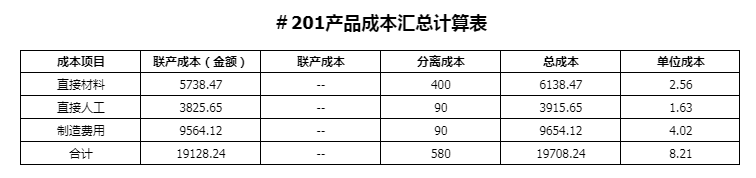 #201产品成本汇总计算表
成本项目 联产成本（金额） 联产成本 分离成本 总成本 单位成本
直接材料 5738.47 -- 400 6138.47 2.56
直接人工 3825.65 -- 90 3915.65 1.63
制造费用 9564.12 -- 90 9654.12 4.02
合计 19128.24 -- 580 19708.24 8.21